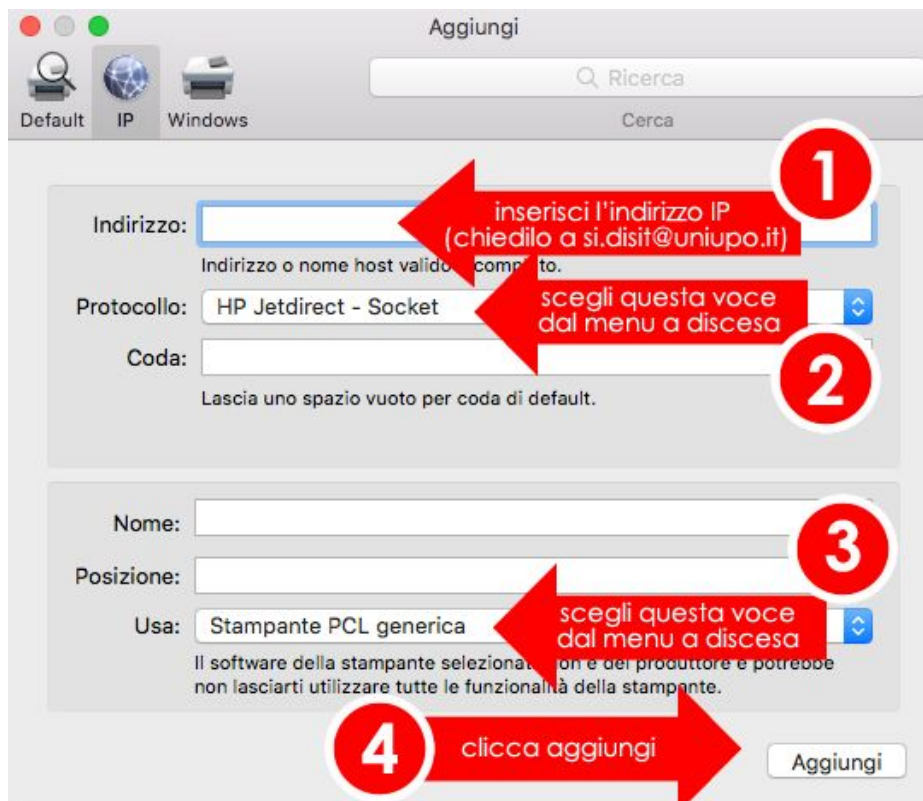 Aggiungi
Default
IP
Windows
Ricerca
Cerca
1
Indirizzo:
inserisci l'indirizzo IP
(chiedilo a si.disit@uniupo.it)
Indirizzo o nome host valido
Protocollo:
HP Jetdirect - Socket
scegli questa voce
dal menu a discesa
Coda:
2
Lascia uno spazio vuoto per coda di default.
Nome:
3
Posizione:
Usa:
Stampante PCL generica
scegli questa voce
dal menu a discesa
Il software della stampante del produttore e potrebbe
non lasciarti utilizzare tutte le funzionalità della stampante.
4
clicca aggiungi
Aggiungi